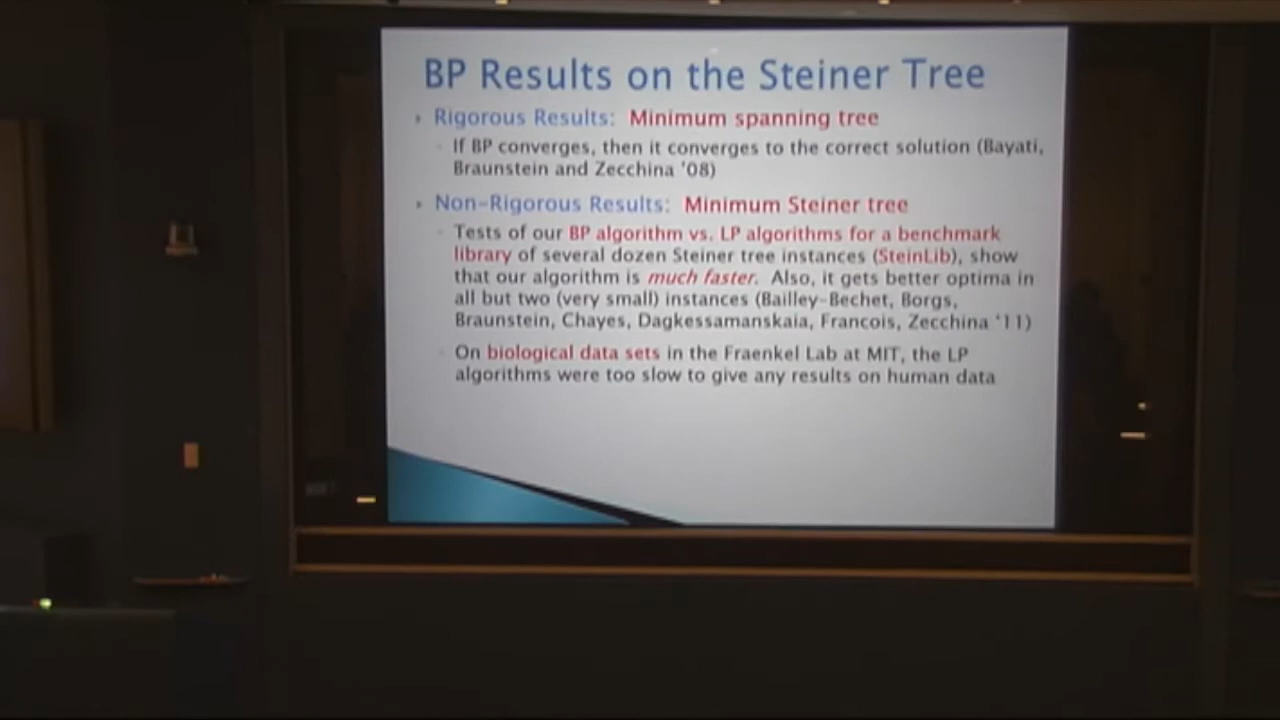 BP Results on the Steiner Tree
Rigorous Results: Minimum spanning tree
If BP converges, then it converges to the correct solution (Bayati,
Braunstein and Zecchina '08)
Non-Rigorous Results: Minimum Steiner tree
Tests of our BP algorithm vs. LP algorithms for a benchmark
library of several dozen Steiner tree instances (SteinLib), show
that our algorithm is much faster. Also, it gets better optima in
all but two (very small) instances (Bailley-Bechet, Borgs,
Braunstein, Chayes, Dagkessamanskaia, Francois, Zecchina '11)
On biological data sets in the Fraenkel Lab at MIT, the LP
algorithms were too slow to give any results on human data